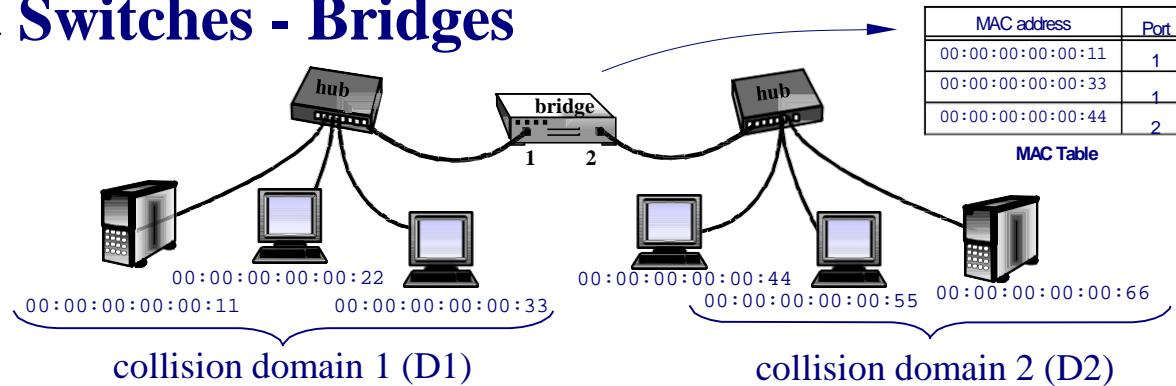 Switches - Bridges
MAC address Port
00:00:00:00:00:11 1
00:00:00:00:00:33 1
00:00:00:00:00:44 2
MAC Table
hub
bridge
hub
1 2
00:00:00:00:00:22
00:00:00:00:00:11
00:00:00:00:00:33
00:00:00:00:00:44
00:00:00:00:00:55
00:00:00:00:00:66
collision domain 1 (D1)
collision domain 2 (D2)